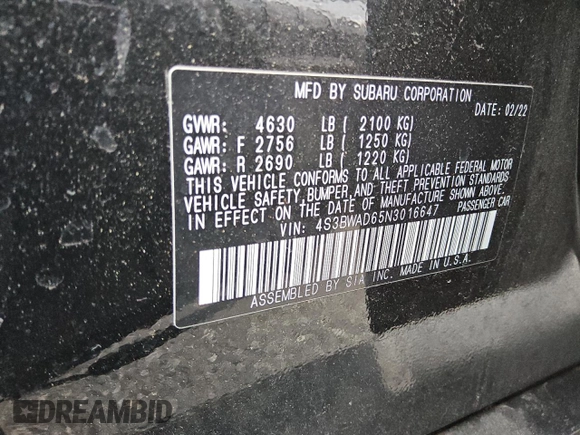 MFD BY SUBARU CORPORATION
DATE: 02/22
GVWR: 4630 LB ( 2100 KG)
GAWR: F 2756 LB ( 1250 KG)
GAWR: R 2690 LB ( 1220 KG)
THIS VEHICLE CONFORMS TO ALL APPLICABLE FEDERAL MOTOR
VEHICLE SAFETY,BUMPER,AND THEFT PREVENTION STANDARDS
IN EFFECT ON THE DATE OF MANUFACTURE SHOWN ABOVE.
VIN: 4S3BWAD65N3016647 PASSENGER CAR
ASSEMBLED BY SIA INC. MADE IN U.S.A.
DREAMBID